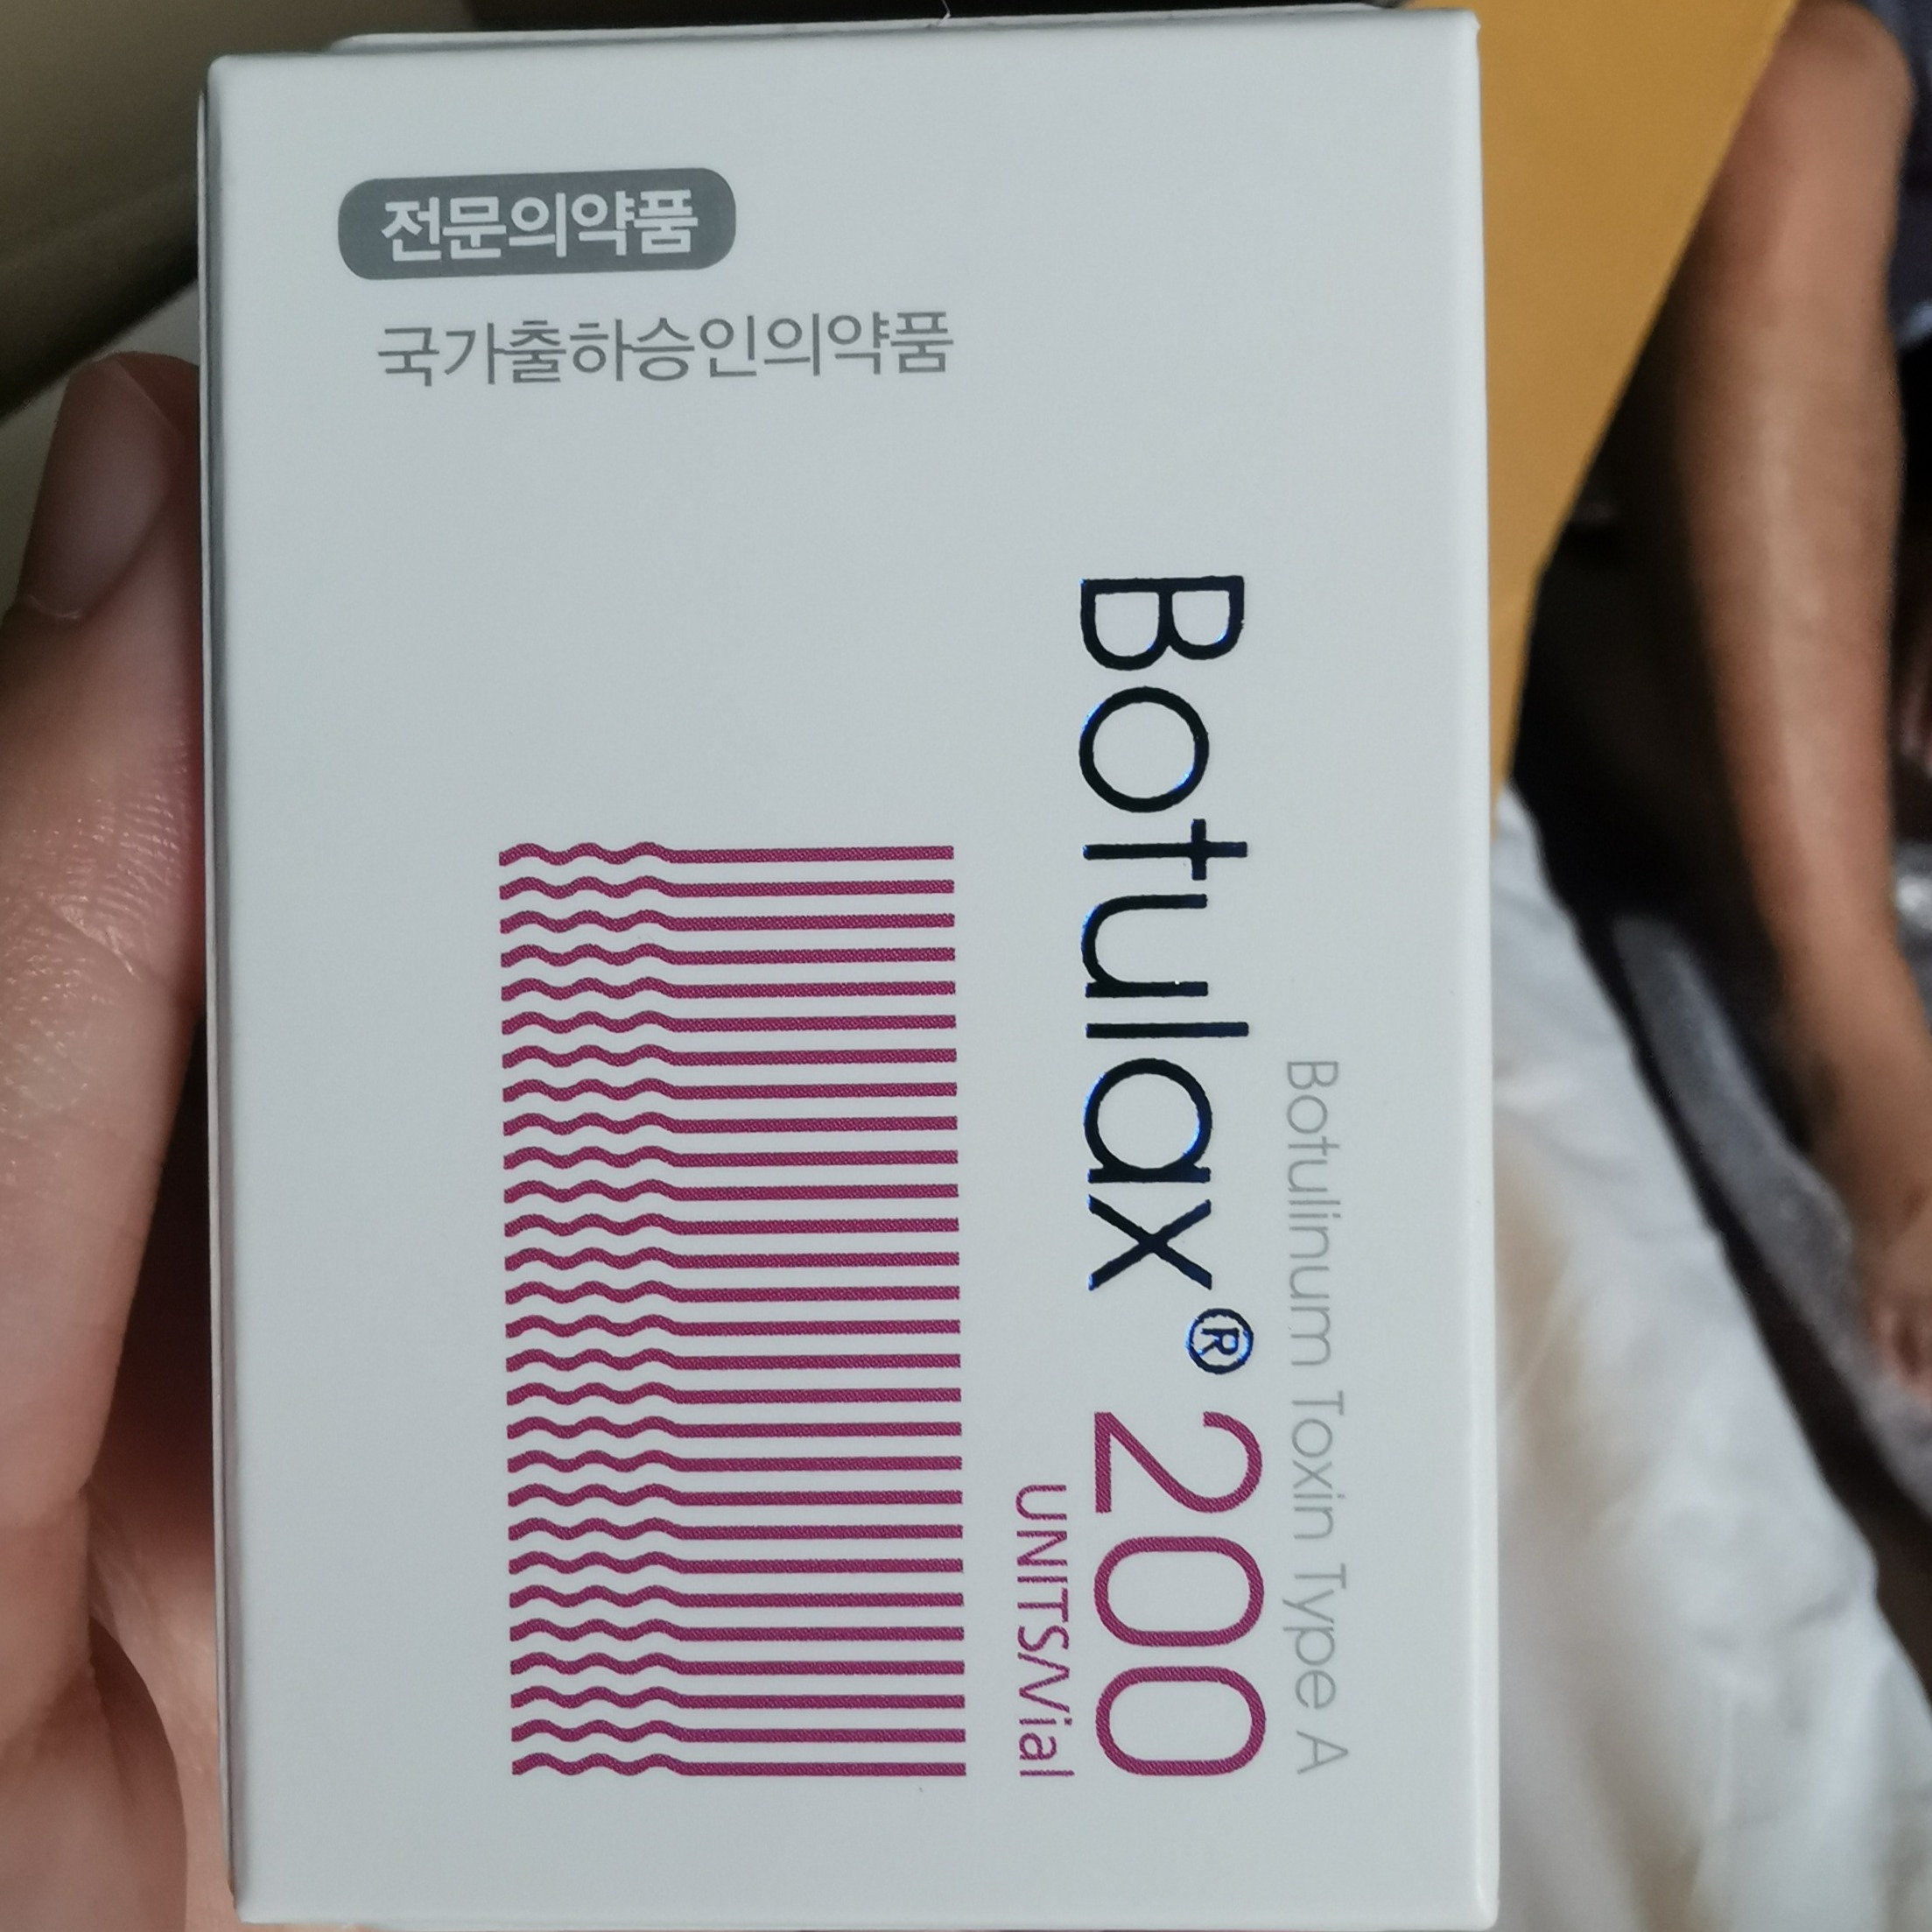 전문의약품
국가출하승인의약품
Botulinum Toxin Type A
Botulax® 200
UNITS/Vial